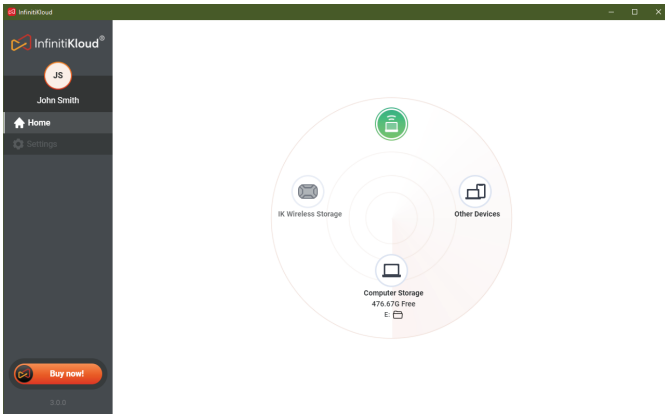 InfinitiKloud
InfinitiKloud®
JS
John Smith
Home
Settings
IK Wireless Storage
Other Devices
Computer Storage
476.67G Free
E:
Buy now!
3.0.0